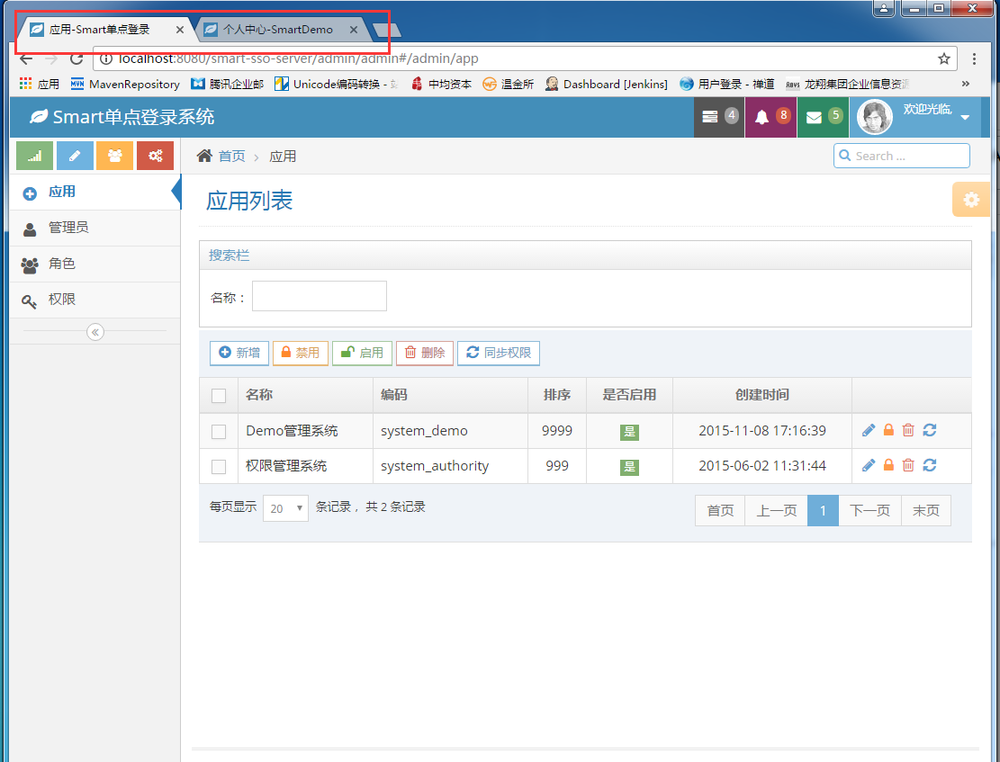 应用-Smart单点登录
个人中心-SmartDemo
localhost:8080/smart-sso-server/admin/admin#/admin/app
应用 MavenRepository 腾讯企业邮 Unicode编码转换 - 中均资本 温金所 Dashboard [Jenkins] 用户登录 - 禅道 龙翔集团企业信息资源
Smart单点登录系统 4 8 5 欢迎光临,
首页 应用 Search ...
应用
管理员
角色
权限
应用列表
搜索栏
名称：
新增 禁用 启用 删除 同步权限
名称 编码 排序 是否启用 创建时间
Demo管理系统 system_demo 9999 是 2015-11-08 17:16:39
权限管理系统 system_authority 999 是 2015-06-02 11:31:44
每页显示 20 条记录 ，共 2 条记录 首页 上一页 1 下一页 末页